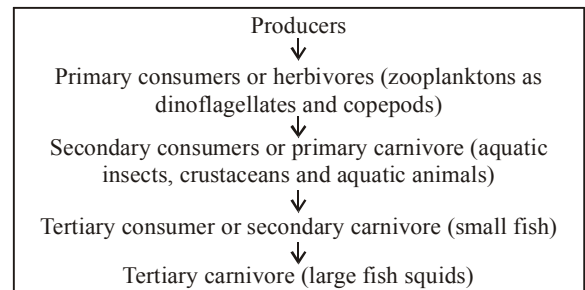 Producers
Primary consumers or herbivores (zooplanktons as
dinoflagellates and copepods)
Secondary consumers or primary carnivore (aquatic
insects, crustaceans and aquatic animals)
Tertiary consumer or secondary carnivore (small fish)
Tertiary carnivore (large fish squids)